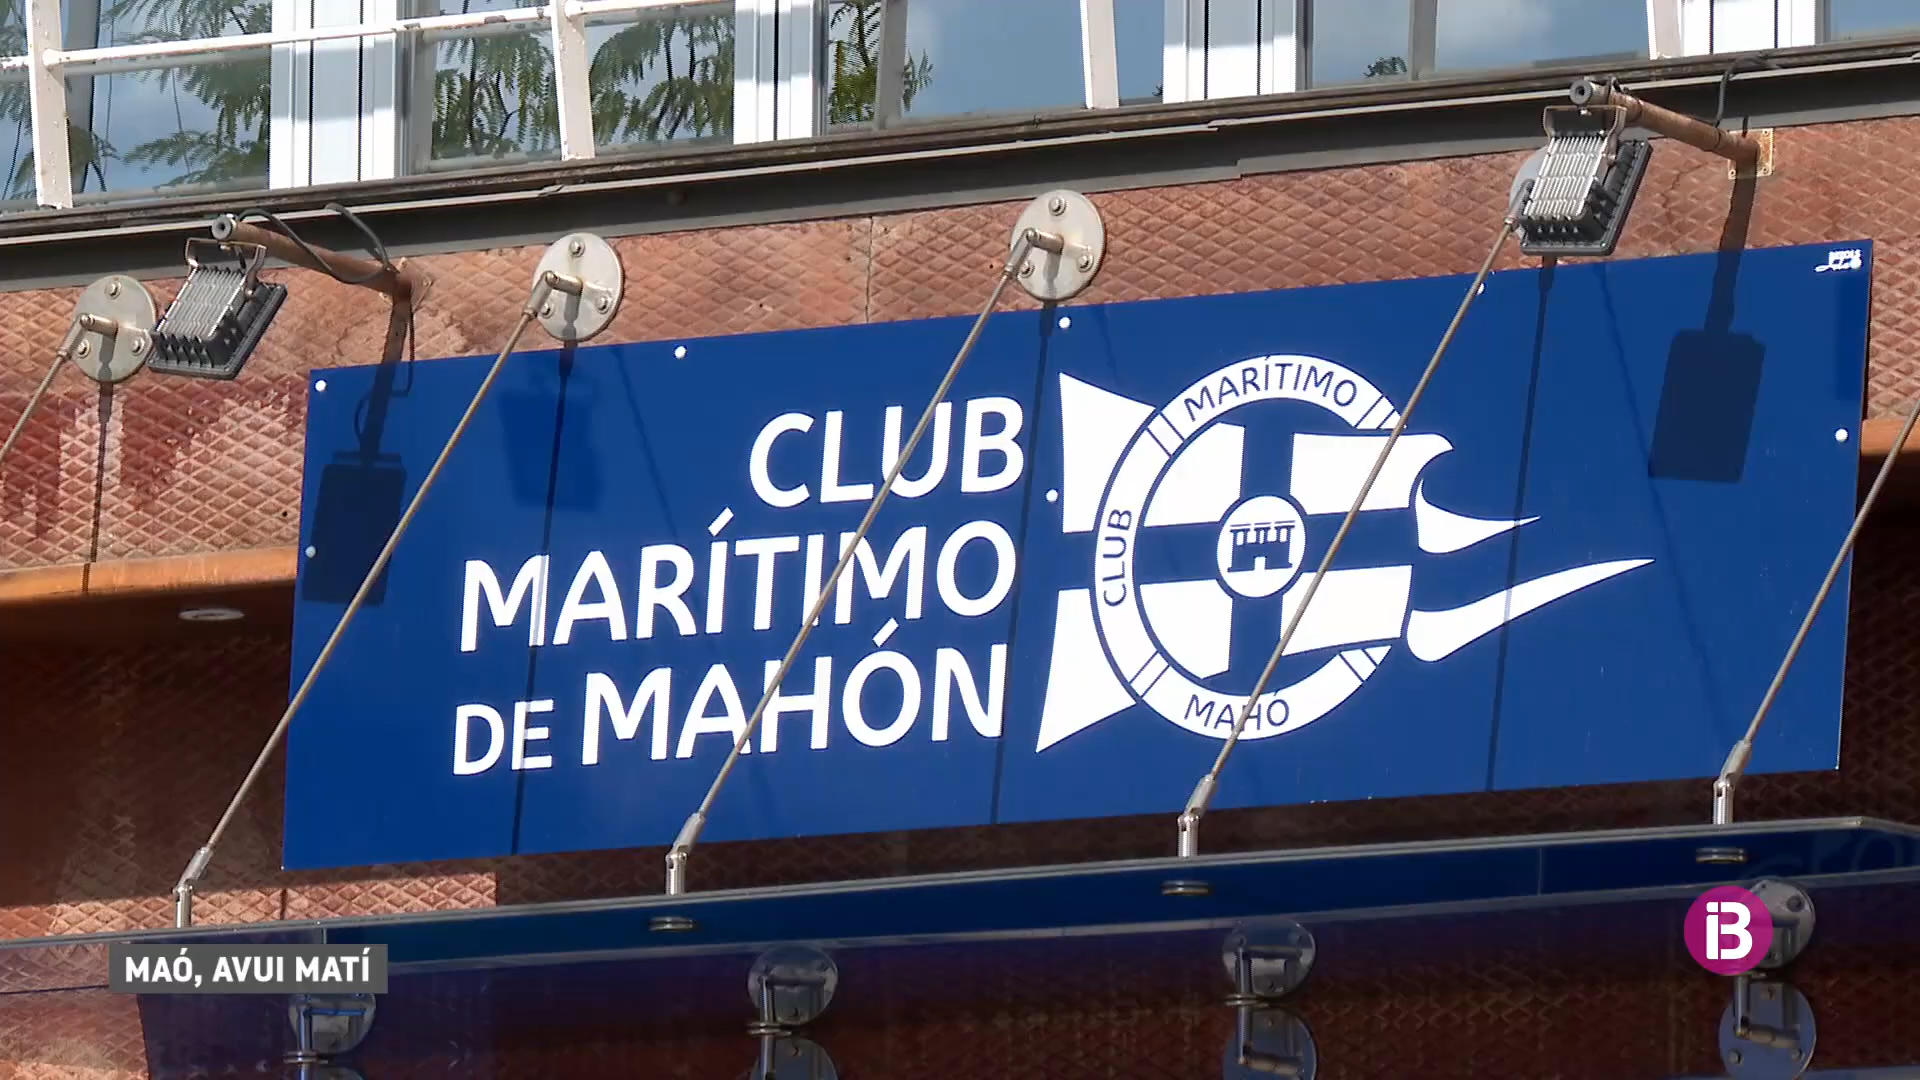 CLUB
MARÍTIMO
DE MAHÓN
MARÍTIMO
CLUB
MAHÓ
MAÓ, AVUI MATÍ
iB